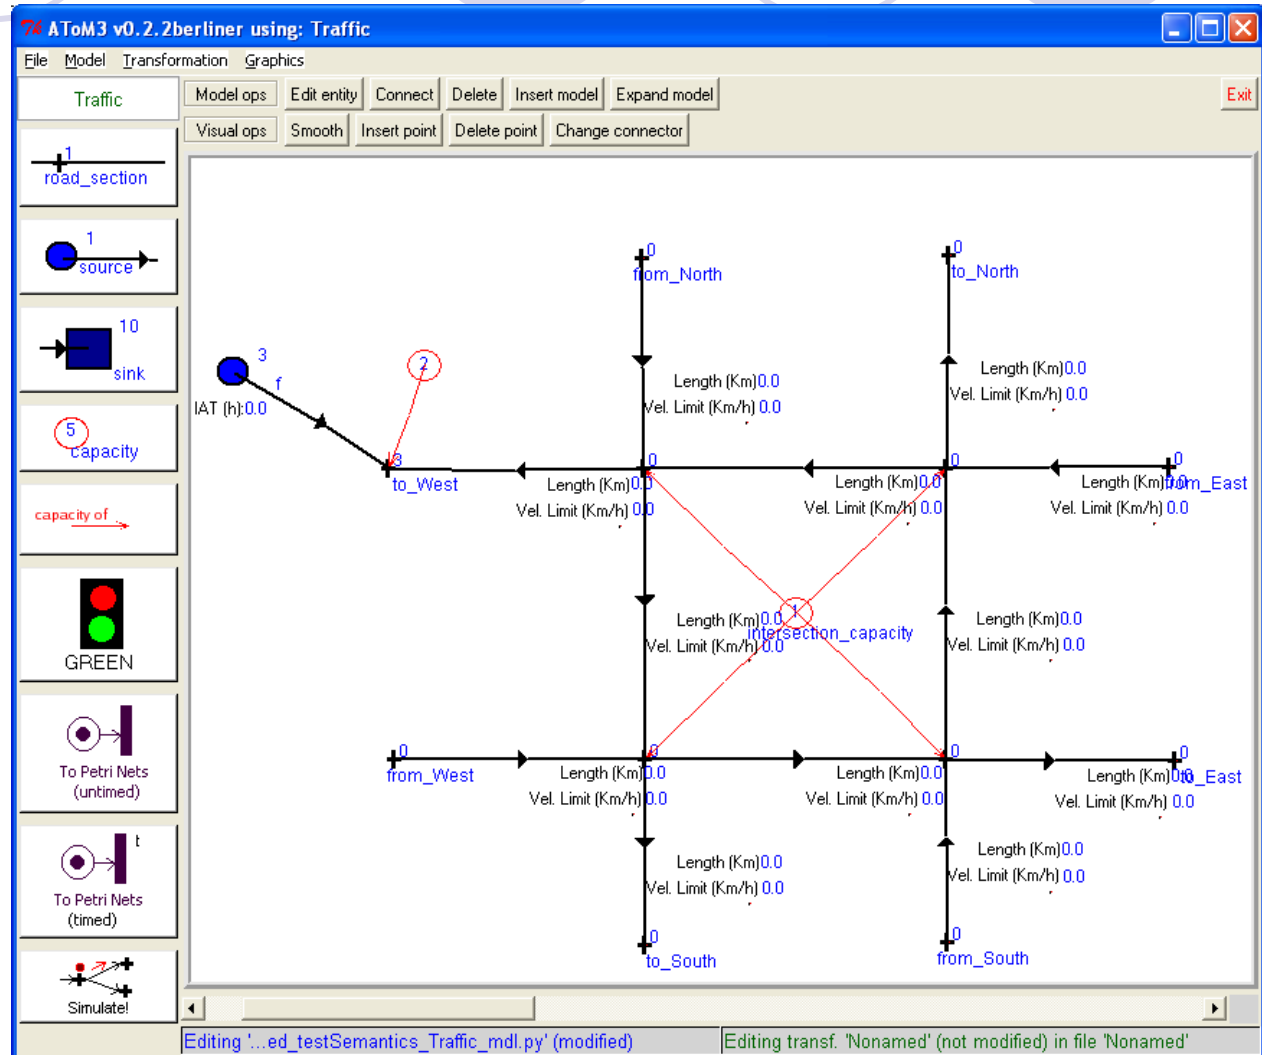 AToM3 v0.2.2berliner using: Traffic
File Model Transformation Graphics
Traffic
Model ops Edit entity Connect Delete Insert model Expand model Exit
Visual ops Smooth Insert point Delete point Change connector
1
road_section
1
source
10
sink
5
capacity
capacity of
GREEN
To Petri Nets
(untimed)
t
To Petri Nets
(timed)
Simulate!
0
from_North
0
to_North
3
f
IAT (h):0.0
2
Length (Km)0.0
Vel. Limit (Km/h) 0.0
Length (Km)0.0
Vel. Limit (Km/h) 0.0
3
to_West
0
Length (Km)0.0
Vel. Limit (Km/h) 0.0
0
Length (Km)0.0
Vel. Limit (Km/h) 0.0
0
from_East
Length (Km)0.0
Vel. Limit (Km/h) 0.0
1
intersection_capacity
Length (Km)0.0
Vel. Limit (Km/h) 0.0
Length (Km)0.0
Vel. Limit (Km/h) 0.0
0
from_West
0
Length (Km)0.0
Vel. Limit (Km/h) 0.0
0
Length (Km)0.0
Vel. Limit (Km/h) 0.0
0
to_East
Length (Km)0.0
Vel. Limit (Km/h) 0.0
Length (Km)0.0
Vel. Limit (Km/h) 0.0
Length (Km)0.0
Vel. Limit (Km/h) 0.0
0
to_South
0
from_South
Editing '...ed_testSemantics_Traffic_mdl.py' (modified)
Editing transf. 'Nonamed' (not modified) in file 'Nonamed'